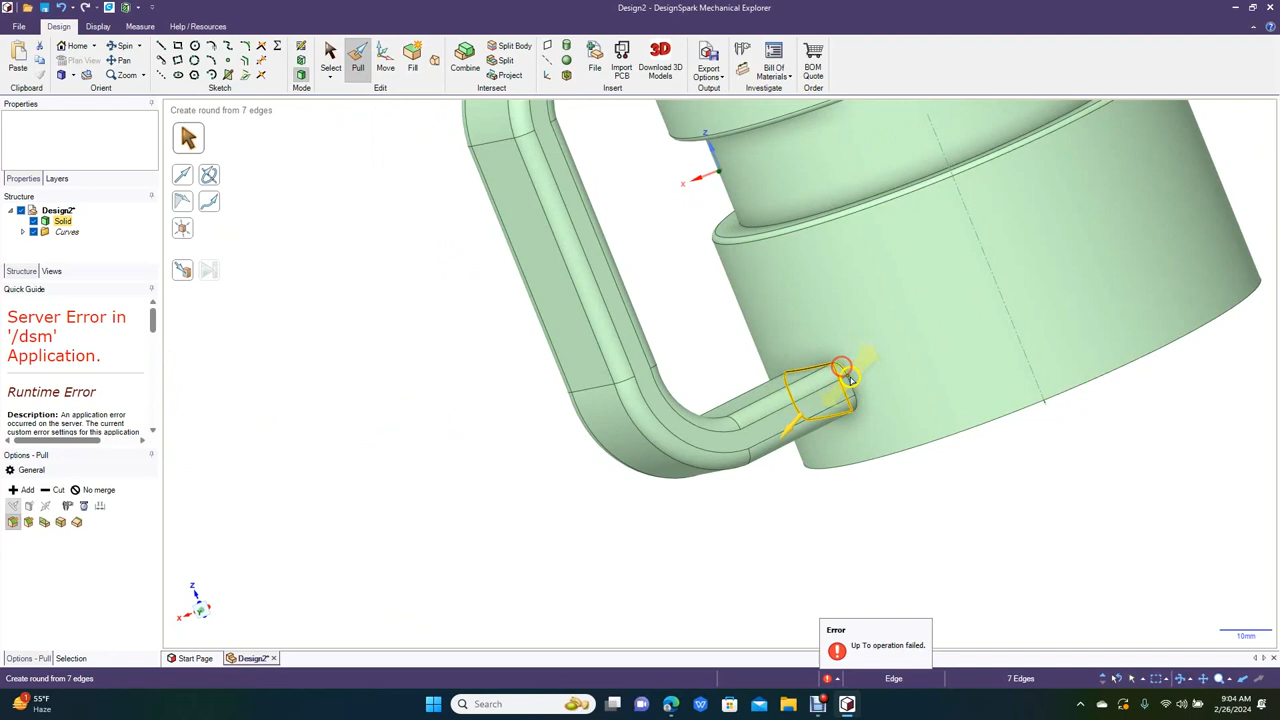 Design2 - DesignSpark Mechanical Explorer
File Design Display Measure Help / Resources
Home Spin
Plan View Pan
Zoom
Paste
Select Pull Move Fill
Combine
Split Body
Split
Project
File Import PCB Download 3D Models
Export Options
Bill Of Materials
BOM Quote
Clipboard Orient Sketch Mode Edit Intersect Insert Output Investigate Order
Properties
Create round from 7 edges
Properties Layers
Structure
Design2*
Solid
Curves
Structure Views
Quick Guide
Server Error in
'/dsm'
Application.
Runtime Error
Description: An application error
occurred on the server. The current
custom error settings for this application
Options - Pull
General
Add Cut No merge
Z
X
Z
X
Y
10mm
Error
Up To operation failed.
Options - Pull Selection
Start Page Design2*
Create round from 7 edges
Edge
7 Edges
1
55°F
Haze
Search
9:04 AM
2/26/2024